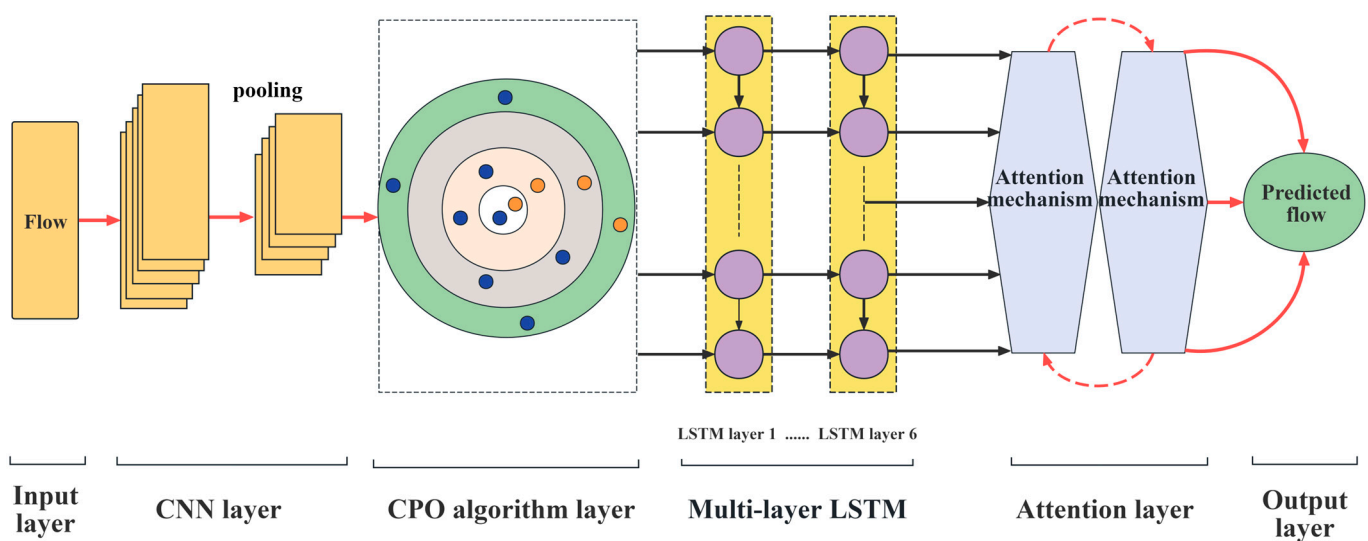 pooling
Flow
Attention
mechanism
Attention
mechanism
Predicted
flow
LSTM layer 1 ...... LSTM layer 6
Input
layer
CNN layer
CPO algorithm layer
Multi-layer LSTM
Attention layer
Output
layer